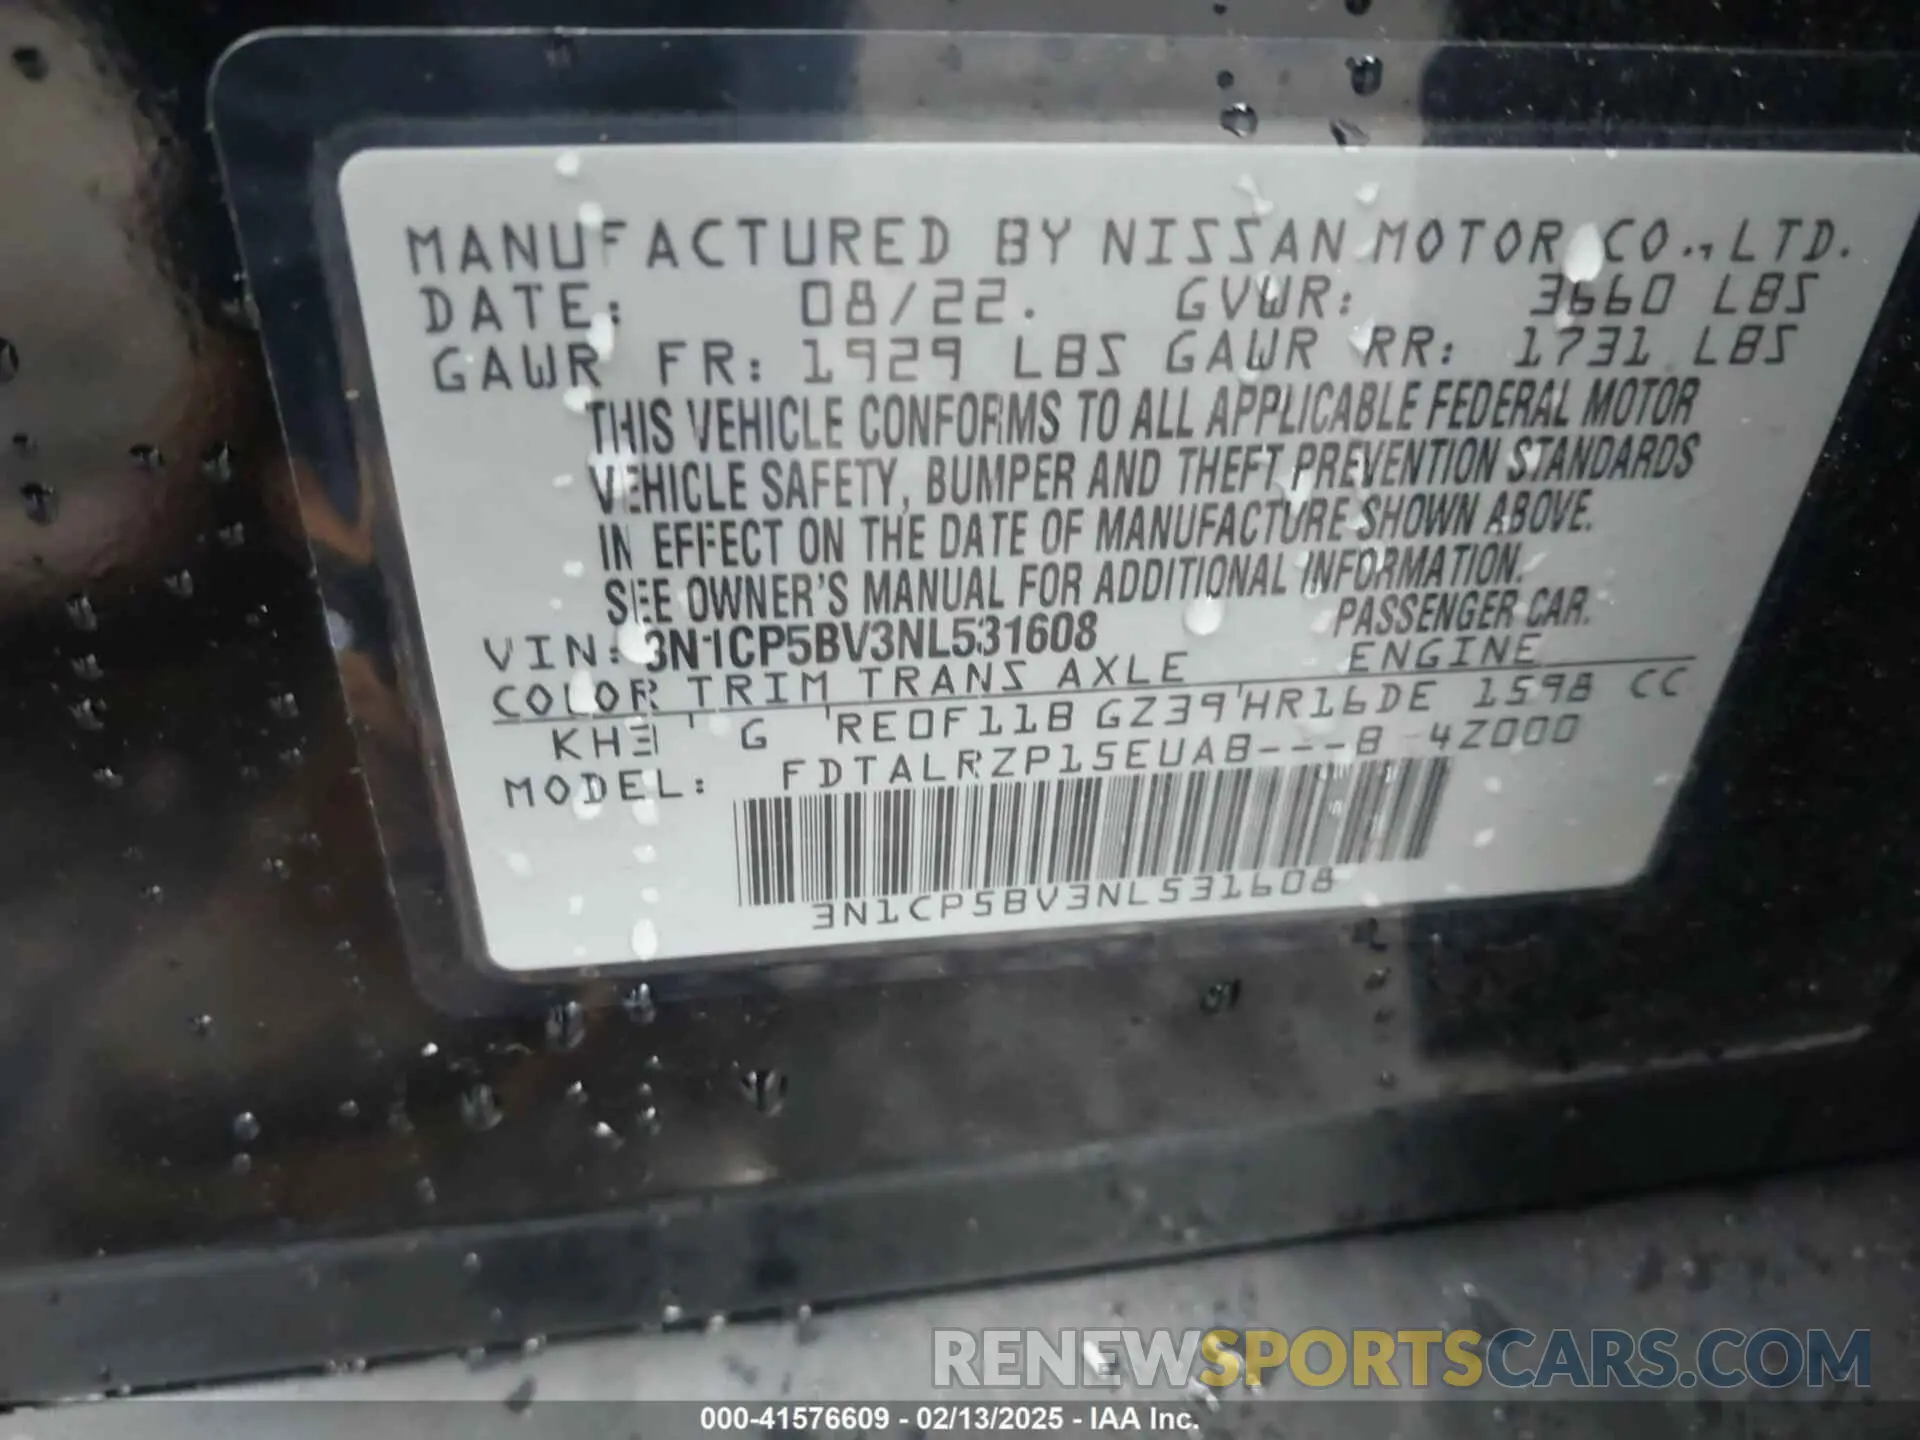 MANUFACTURED BY NISSAN MOTOR CO., LTD.
DATE: 08/22. GVWR: 3660 LBS
GAWR FR: 1929 LBS GAWR RR: 1731 LBS
THIS VEHICLE CONFORMS TO ALL APPLICABLE FEDERAL MOTOR
VEHICLE SAFETY, BUMPER AND THEFT PREVENTION STANDARDS
IN EFFECT ON THE DATE OF MANUFACTURE SHOWN ABOVE.
SEE OWNER'S MANUAL FOR ADDITIONAL INFORMATION.
PASSENGER CAR.
VIN: 3N1CP5BV3NL531608
COLOR TRIM TRANS AXLE ENGINE
KH3 G RE0F11B GZ39 HR16DE 1598 CC
MODEL: FDTALRZP15EUAB---B 4Z000
3N1CP5BV3NL531608
RENEWSPORTSCARS.COM
000-41576609 - 02/13/2025 - IAA Inc.